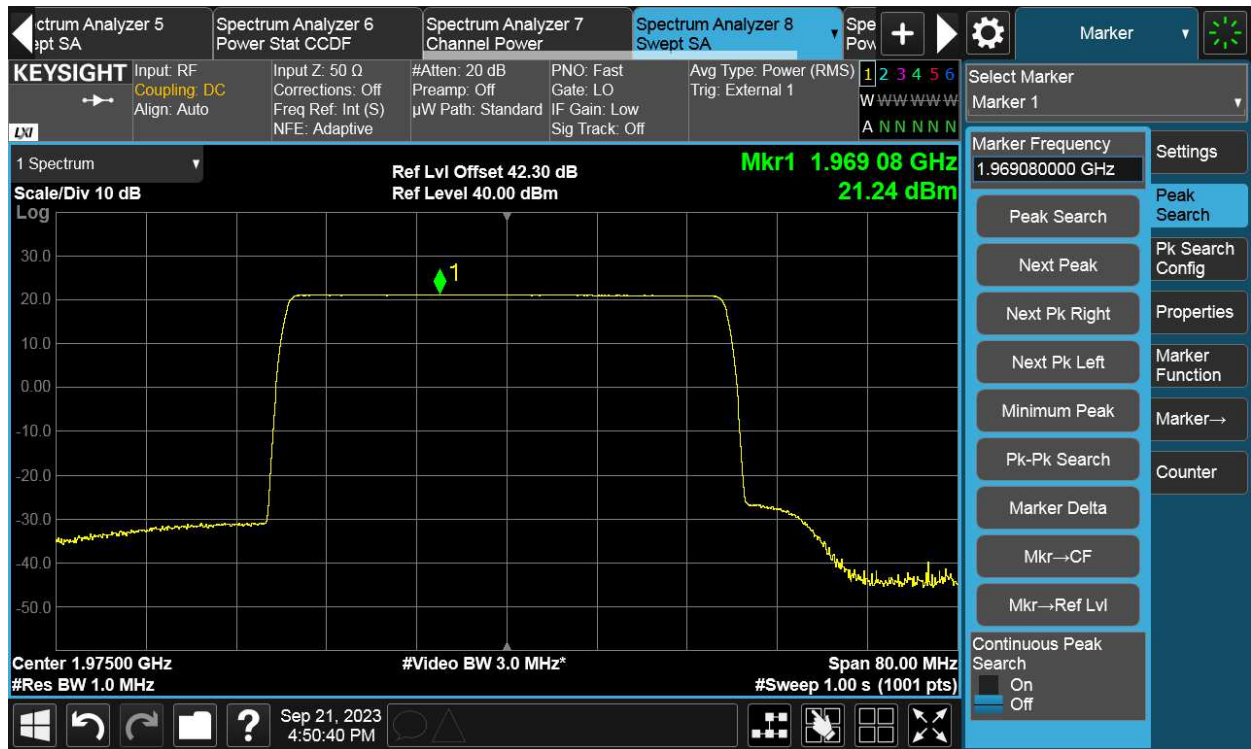 ctrum Analyzer 5
ept SA
Spectrum Analyzer 6
Power Stat CCDF
Spectrum Analyzer 7
Channel Power
Spectrum Analyzer 8
Swept SA
Spe
Pow
+
Marker
KEYSIGHT
LXI
Input: RF
Coupling: DC
Align: Auto
Input Z: 50 Ω
Corrections: Off
Freq Ref: Int (S)
NFE: Adaptive
#Atten: 20 dB
Preamp: Off
µW Path: Standard
PNO: Fast
Gate: LO
IF Gain: Low
Sig Track: Off
Avg Type: Power (RMS)
Trig: External 1
1 2 3 4 5 6
W W W W W W
A N N N N N
Select Marker
Marker 1
1 Spectrum
Scale/Div 10 dB
Log
Ref Lvl Offset 42.30 dB
Ref Level 40.00 dBm
Mkr1 1.969 08 GHz
21.24 dBm
30.0
20.0
10.0
0.00
-10.0
-20.0
-30.0
-40.0
-50.0
1
Center 1.97500 GHz
#Res BW 1.0 MHz
#Video BW 3.0 MHz*
Span 80.00 MHz
#Sweep 1.00 s (1001 pts)
Marker Frequency
1.969080000 GHz
Peak Search
Next Peak
Next Pk Right
Next Pk Left
Minimum Peak
Pk-Pk Search
Marker Delta
Mkr→CF
Mkr→Ref Lvl
Continuous Peak
Search
On
Off
Settings
Peak
Search
Pk Search
Config
Properties
Marker
Function
Marker→
Counter
?
Sep 21, 2023
4:50:40 PM